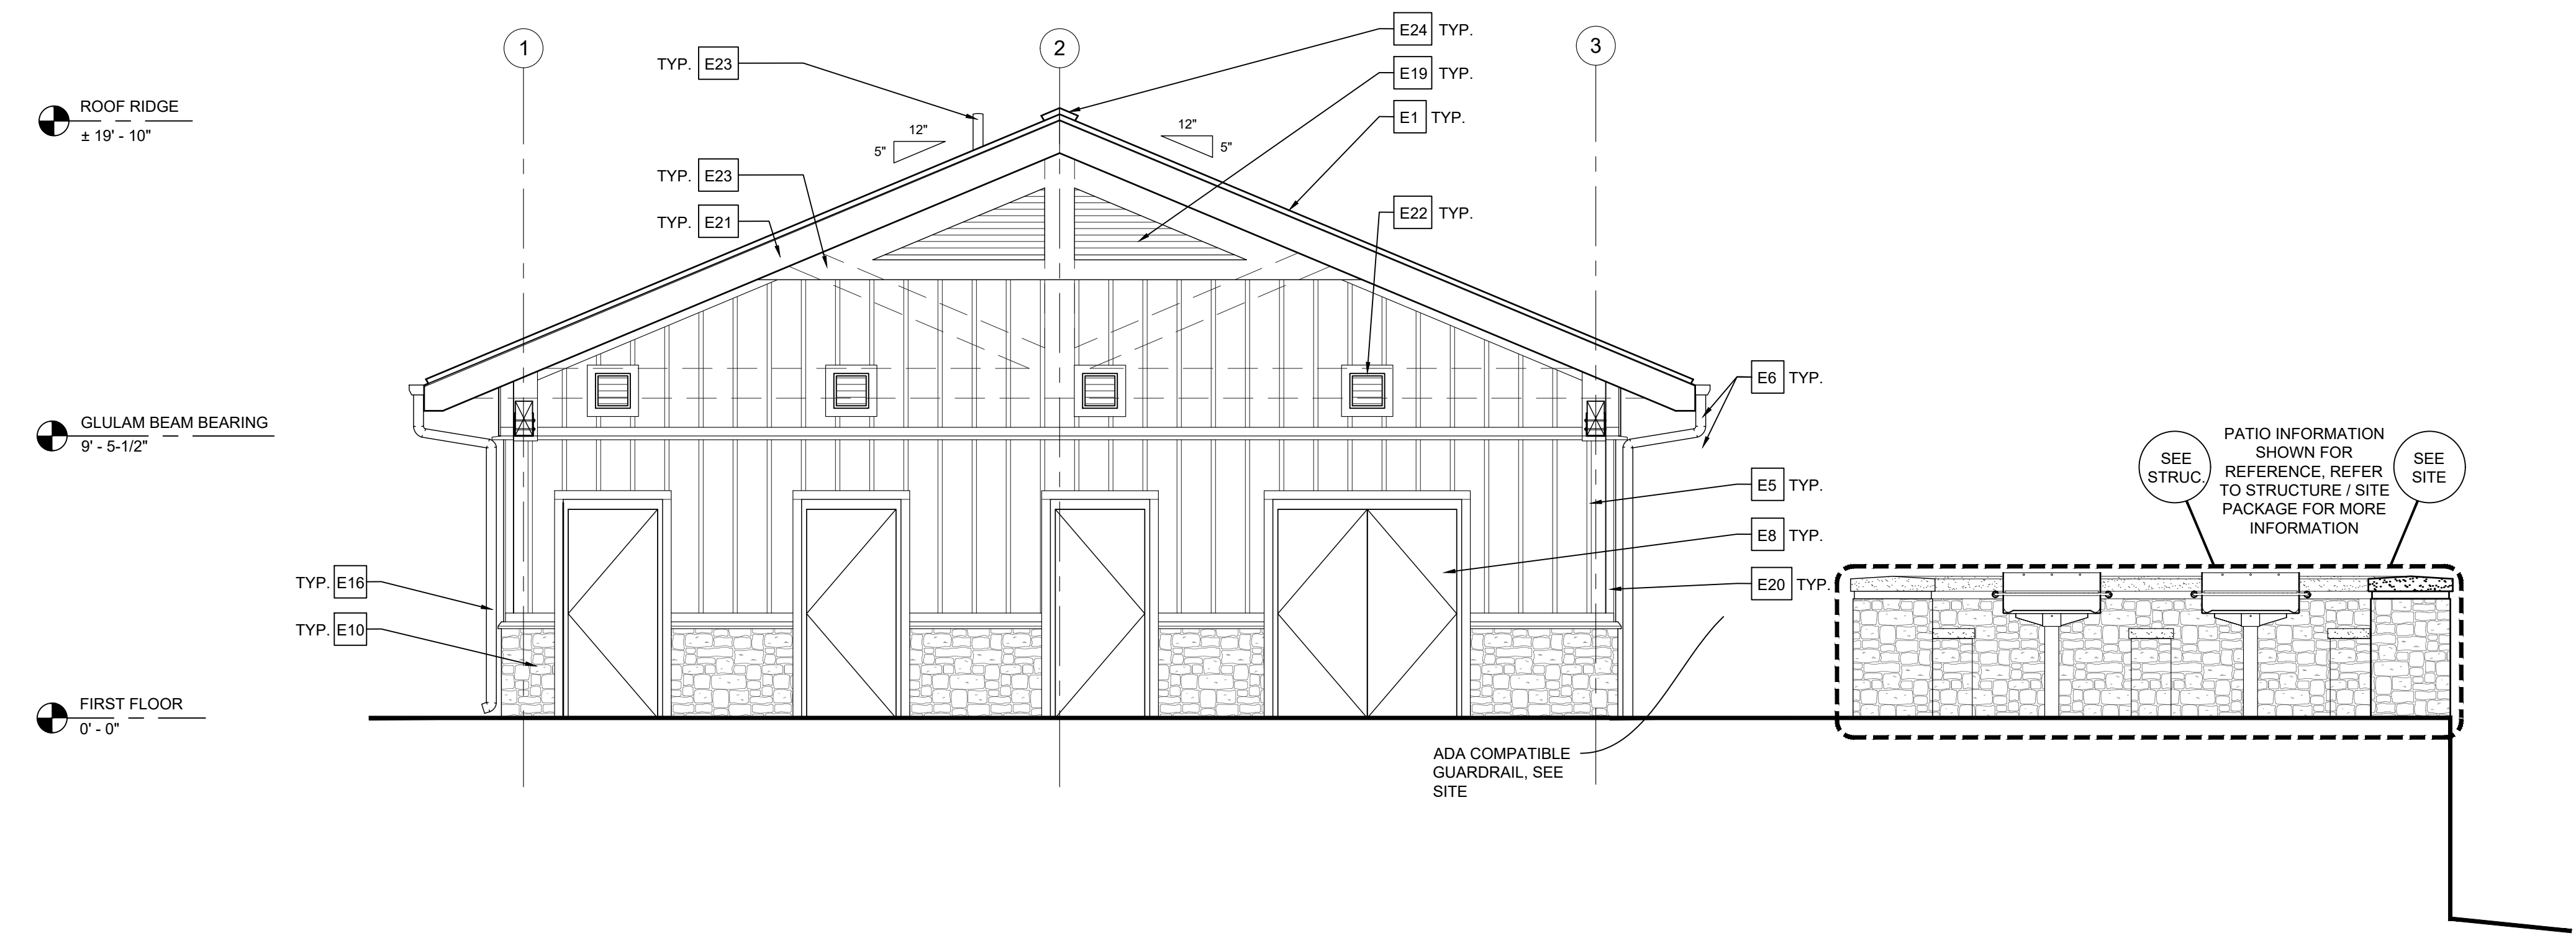 1
2
3
E24 TYP.
TYP. E23
E19 TYP.
ROOF RIDGE
± 19' - 10"
E1 TYP.
12"
5"
12"
5"
TYP. E23
TYP. E21
E22 TYP.
E6 TYP.
GLULAM BEAM BEARING
9' - 5-1/2"
SEE
STRUC.
PATIO INFORMATION
SHOWN FOR
REFERENCE, REFER
TO STRUCTURE / SITE
PACKAGE FOR MORE
INFORMATION
SEE
SITE
E5 TYP.
E8 TYP.
TYP. E16
E20 TYP.
TYP. E10
FIRST FLOOR
0' - 0"
ADA COMPATIBLE
GUARDRAIL, SEE
SITE